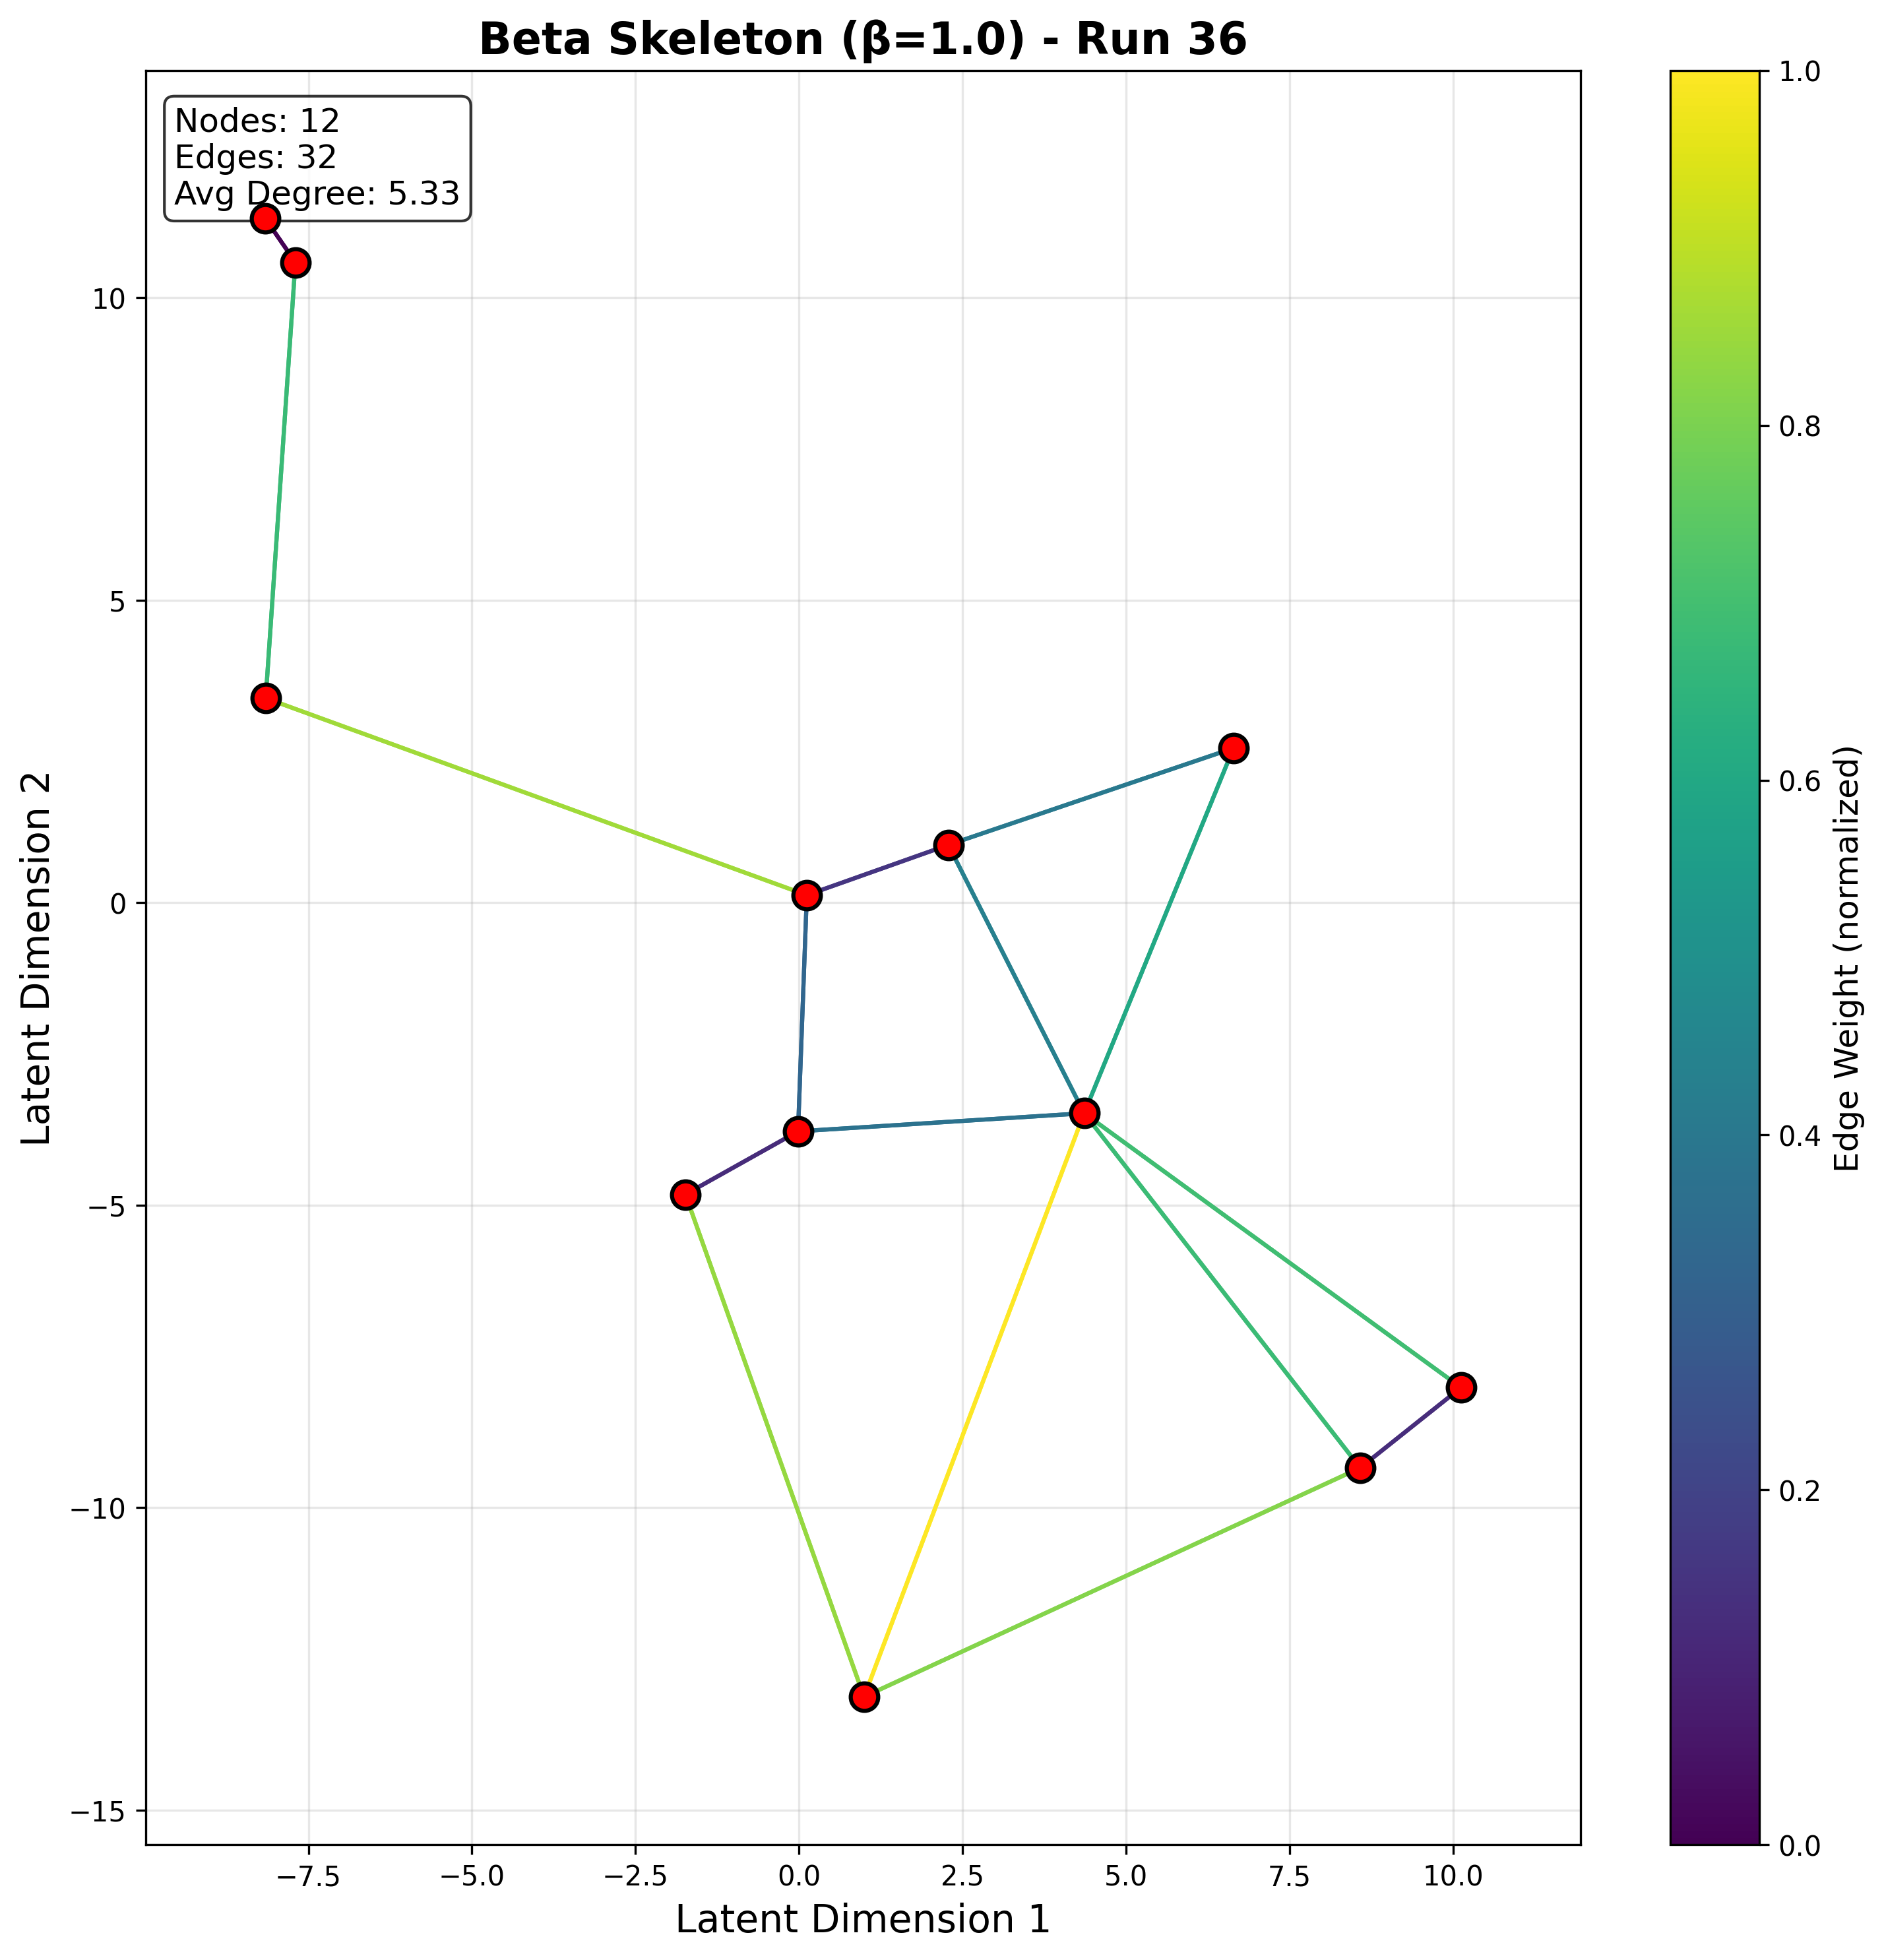 Beta Skeleton (β=1.0) - Run 36
Nodes: 12
Edges: 32
Avg Degree: 5.33
10
5
0
−5
−10
−15
−7.5
−5.0
−2.5
0.0
2.5
5.0
7.5
10.0
Latent Dimension 1
Latent Dimension 2
1.0
0.8
0.6
0.4
0.2
0.0
Edge Weight (normalized)